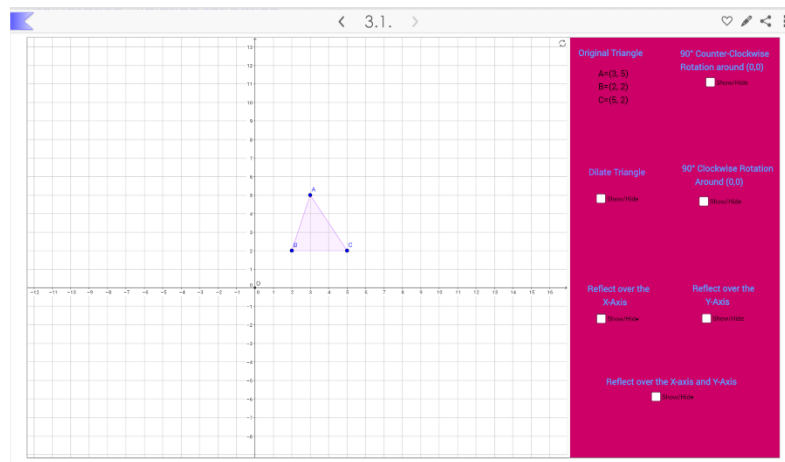 3.1.
Original Triangle
A=(3, 5)
B=(2, 2)
C=(5, 2)
90° Counter-Clockwise
Rotation around (0,0)
Show/Hide
Dilate Triangle
Show/Hide
90° Clockwise Rotation
Around (0,0)
Show/Hide
Reflect over the
X-Axis
Show/Hide
Reflect over the
Y-Axis
Show/Hide
Reflect over the X-axis and Y-Axis
Show/Hide
13
12
11
10
9
8
7
6
5
4
3
2
1
A
B
C
O
-12 -11 -10 -9 -8 -7 -6 -5 -4 -3 -2 -1 0 1 2 3 4 5 6 7 8 9 10 11 12 13 14 15 16
-1
-2
-3
-4
-5
-6
-7
-8